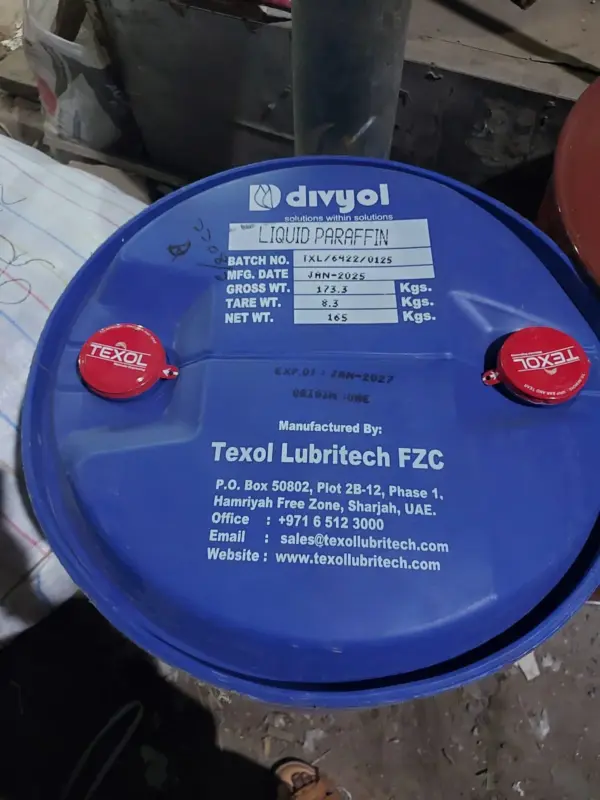 divyol
solutions within solutions
LIQUID PARAFFIN
BATCH NO. TXL/6422/0125
MFG. DATE JAN-2025
GROSS WT. 173.3 Kgs.
TARE WT. 8.3 Kgs.
NET WT. 165 Kgs.
TEXOL
TEXOL
EXP.DT : JAN-2027
ORIGIN :UAE
Manufactured By:
Texol Lubritech FZC
P.O. Box 50802, Plot 2B-12, Phase 1,
Hamriyah Free Zone, Sharjah, UAE.
Office : +971 6 512 3000
Email : sales@texollubritech.com
Website : www.texollubritech.com